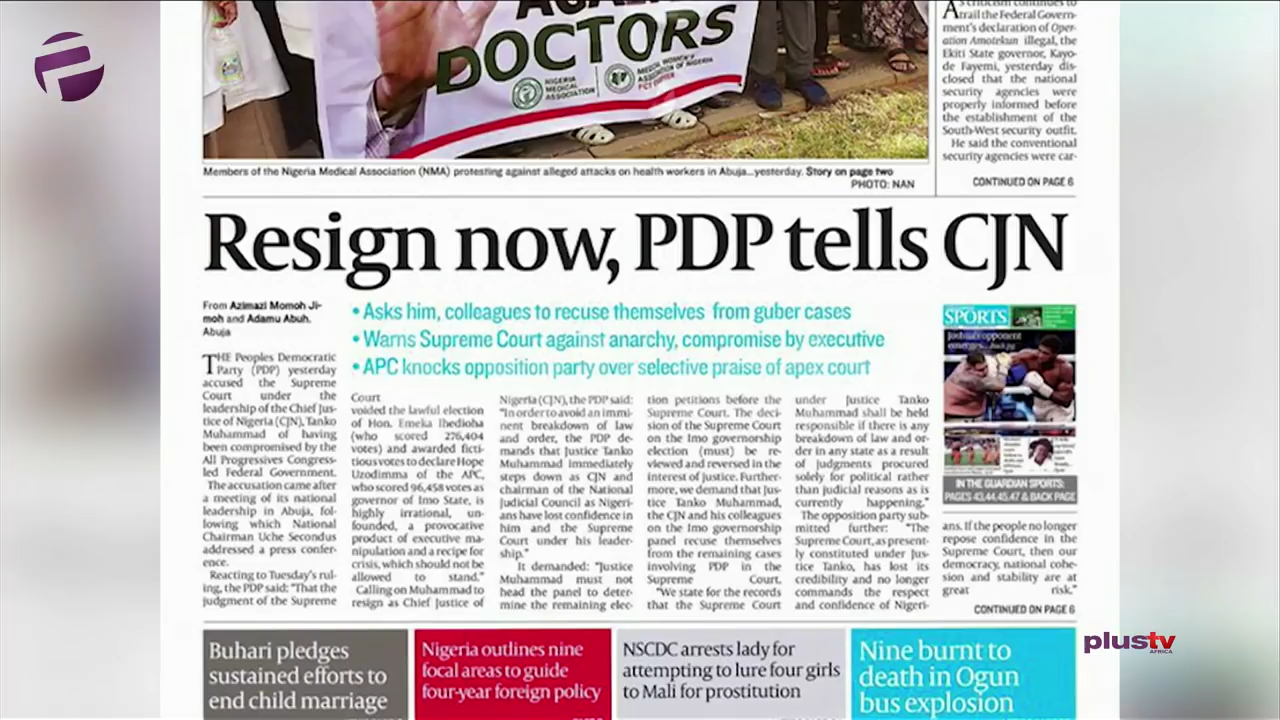 AGAINST
DOCTORS
NIGERIA
MEDICAL
ASSOCIATION
MEDICAL WOMEN'S
ASSOCIATION OF NIGERIA
As criticism continues to
trail the Federal Govern-
ment's declaration of Oper-
ation Amotekun illegal, the
Ekiti State governor, Kayo-
de Fayemi, yesterday dis-
closed that the national
security agencies were
properly informed before
the establishment of the
South-West security outfit.
He said the conventional
security agencies were car-
CONTINUED ON PAGE 6
Members of the Nigeria Medical Association (NMA) protesting against alleged attacks on health workers in Abuja...yesterday. Story on page two
PHOTO: NAN
Resign now, PDP tells CJN
From Azimazi Momoh Ji-
moh and Adamu Abuh,
Abuja
• Asks him, colleagues to recuse themselves from guber cases
• Warns Supreme Court against anarchy, compromise by executive
• APC knocks opposition party over selective praise of apex court
THE Peoples Democratic
Party (PDP) yesterday
accused the Supreme
Court under the
leadership of the Chief Jus-
tice of Nigeria (CJN), Tanko
Muhammad of having
been compromised by the
All Progressives Congress-
led Federal Government.
The accusation came after
a meeting of its national
leadership in Abuja, fol-
lowing which National
Chairman Uche Secondus
addressed a press confer-
ence.
Reacting to Tuesday's rul-
ing, the PDP said: "That the
judgment of the Supreme
Court
voided the lawful election
of Hon. Emeka Ihedioha
(who scored 276,404
votes) and awarded ficti-
tious votes to declare Hope
Uzodimma of the APC,
who scored 96,458 votes as
governor of Imo State, is
highly irrational, un-
founded, a provocative
product of executive ma-
nipulation and a recipe for
crisis, which should not be
allowed to stand."
Calling on Muhammad to
resign as Chief Justice of
Nigeria (CJN), the PDP said:
"In order to avoid an immi-
nent breakdown of law
and order, the PDP de-
mands that Justice Tanko
Muhammad immediately
steps down as CJN and
chairman of the National
Judicial Council as Nigeri-
ans have lost confidence in
him and the Supreme
Court under his leader-
ship."
It demanded: "Justice
Muhammad must not
head the panel to deter-
mine the remaining elec-
tion petitions before the
Supreme Court. The deci-
sion of the Supreme Court
on the Imo governorship
election (must) be re-
viewed and reversed in the
interest of justice. Further-
more, we demand that Jus-
tice Tanko Muhammad,
the CJN and his colleagues
on the Imo governorship
panel recuse themselves
from the remaining cases
involving PDP in the
Supreme Court.
"We state for the records
that the Supreme Court
under Justice Tanko
Muhammad shall be held
responsible if there is any
breakdown of law and or-
der in any state as a result
of judgments procured
solely for political rather
than judicial reasons as is
currently happening."
The opposition party sub-
mitted further: "The
Supreme Court, as present-
ly constituted under Jus-
tice Tanko, has lost its
credibility and no longer
commands the respect
and confidence of Nigeri-
SPORTS
Joshua's opponent
emerges
IN THE GUARDIAN SPORTS:
PAGES 43,44,45,47 & BACK PAGE
ans. If the people no longer
repose confidence in the
Supreme Court, then our
democracy, national cohe-
sion and stability are at
great risk."
CONTINUED ON PAGE 6
Buhari pledges
sustained efforts to
end child marriage
Nigeria outlines nine
focal areas to guide
four-year foreign policy
NSCDC arrests lady for
attempting to lure four girls
to Mali for prostitution
Nine burnt to
death in Ogun
bus explosion
plustv
AFRICA